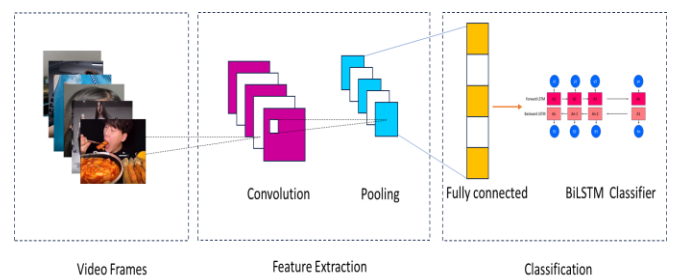 Forward LSTM
Backward LSTM
Convolution
Pooling
Fully connected
BiLSTM Classifier
Video Frames
Feature Extraction
Classification